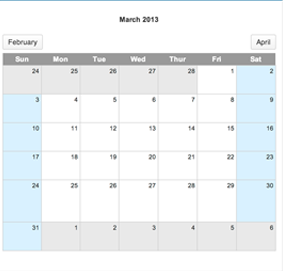 March 2013
February April
Sun Mon Tue Wed Thur Fri Sat
24 25 26 27 28 1 2
3 4 5 6 7 8 9
10 11 12 13 14 15 16
17 18 19 20 21 22 23
24 25 26 27 28 29 30
31 1 2 3 4 5 6